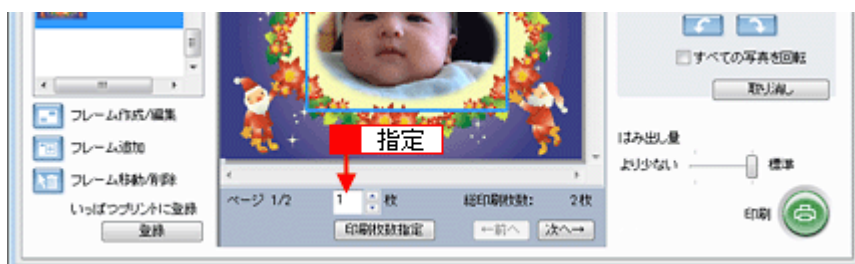 フレーム作成/編集
フレーム追加
フレーム移動/削除
いっぱつプリントに登録
登録
指定
ページ 1/2
1
枚
総印刷枚数:
2枚
印刷枚数指定
←前へ
次へ→
すべての写真を回転
取り消し
はみ出し量
より少ない
標準
印刷